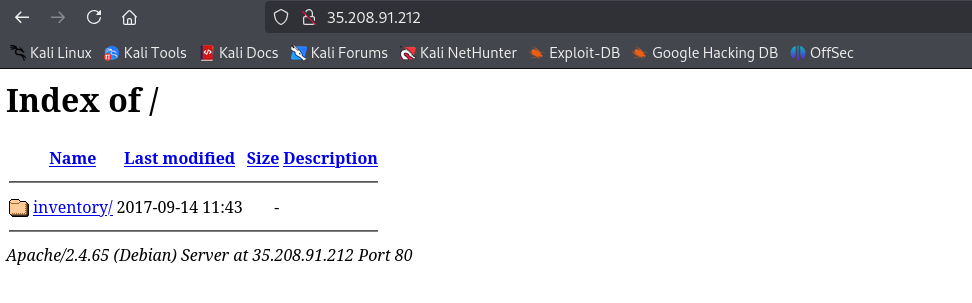 35.208.91.212
Kali Linux Kali Tools Kali Docs Kali Forums Kali NetHunter Exploit-DB Google Hacking DB OffSec
Index of /
Name Last modified Size Description
inventory/ 2017-09-14 11:43 -
Apache/2.4.65 (Debian) Server at 35.208.91.212 Port 80